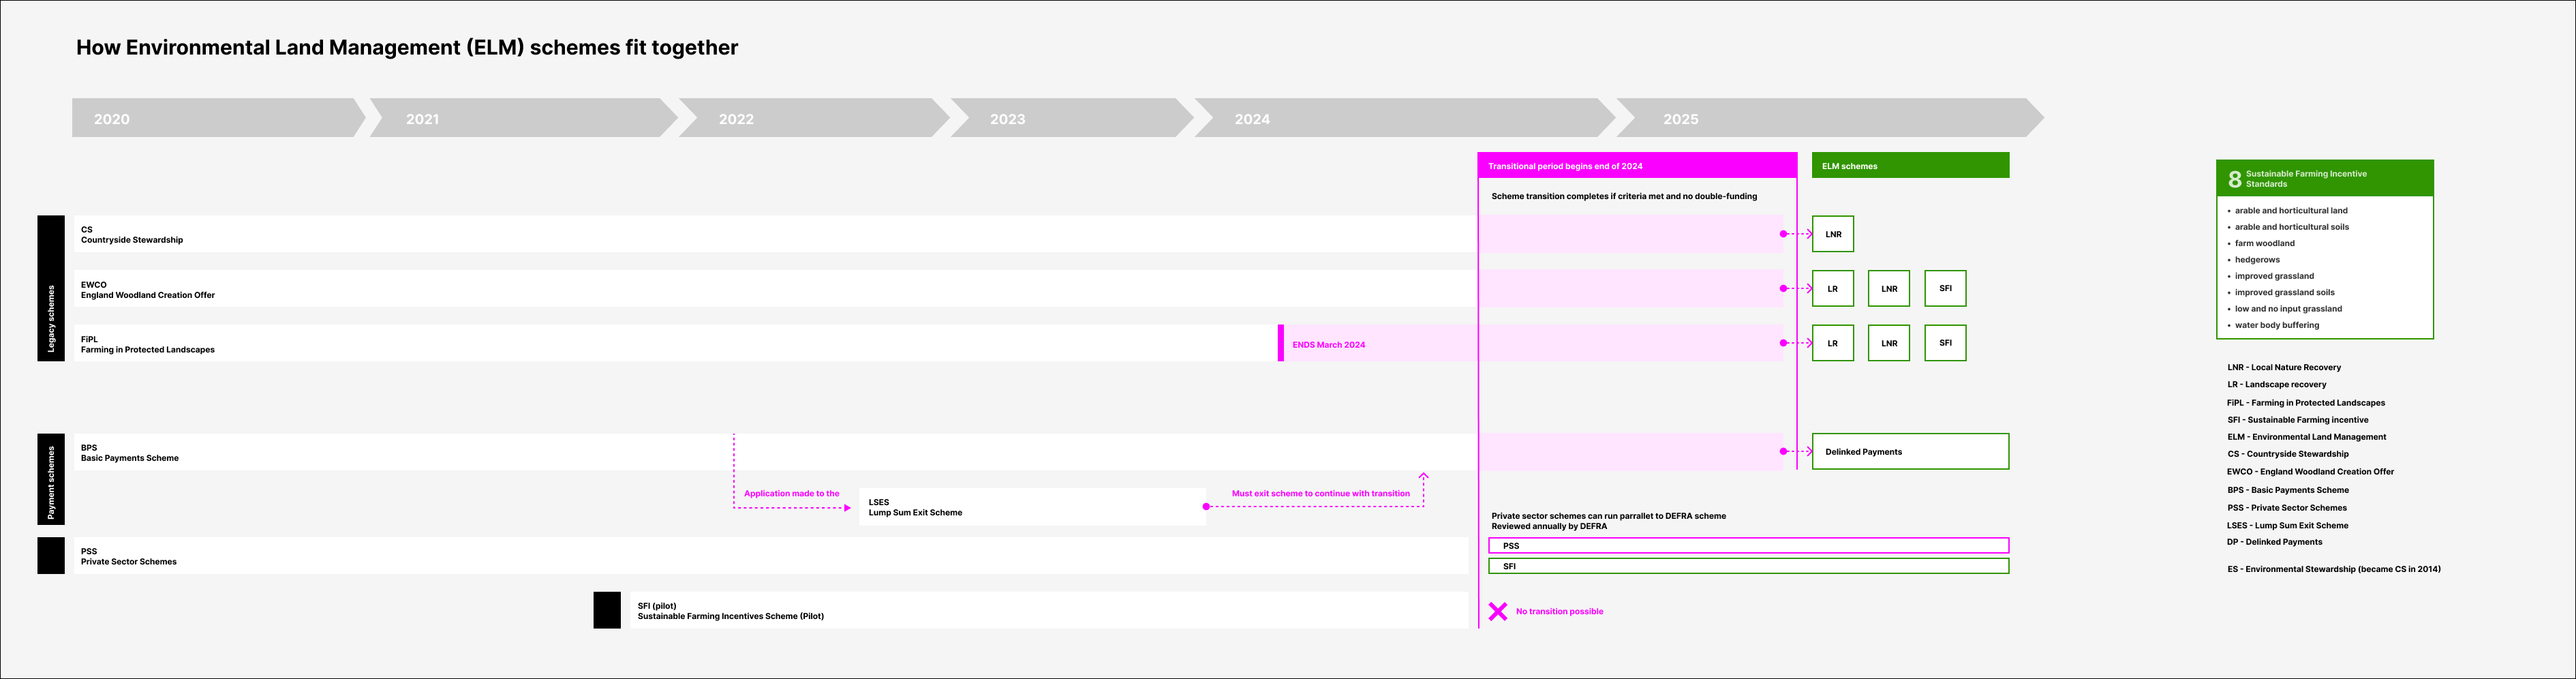 How Environmental Land Management (ELM) schemes fit together
2020
2021
2022
2023
2024
2025
Transitional period begins end of 2024
ELM schemes
Scheme transition completes if criteria met and no double-funding
Legacy schemes
CS
Countryside Stewardship
LNR
EWCO
England Woodland Creation Offer
LR
LNR
SFI
FiPL
Farming in Protected Landscapes
ENDS March 2024
LR
LNR
SFI
Payment schemes
BPS
Basic Payments Scheme
Delinked Payments
Application made to the
LSES
Lump Sum Exit Scheme
Must exit scheme to continue with transition
Private sector schemes can run parrallet to DEFRA scheme
Reviewed annually by DEFRA
PSS
Private Sector Schemes
PSS
SFI
SFI (pilot)
Sustainable Farming Incentives Scheme (Pilot)
No transition possible
8 Sustainable Farming Incentive
Standards
• arable and horticultural land
• arable and horticultural soils
• farm woodland
• hedgerows
• improved grassland
• improved grassland soils
• low and no input grassland
• water body buffering
LNR - Local Nature Recovery
LR - Landscape recovery
FiPL - Farming in Protected Landscapes
SFI - Sustainable Farming incentive
ELM - Environmental Land Management
CS - Countryside Stewardship
EWCO - England Woodland Creation Offer
BPS - Basic Payments Scheme
PSS - Private Sector Schemes
LSES - Lump Sum Exit Scheme
DP - Delinked Payments
ES - Environmental Stewardship (became CS in 2014)